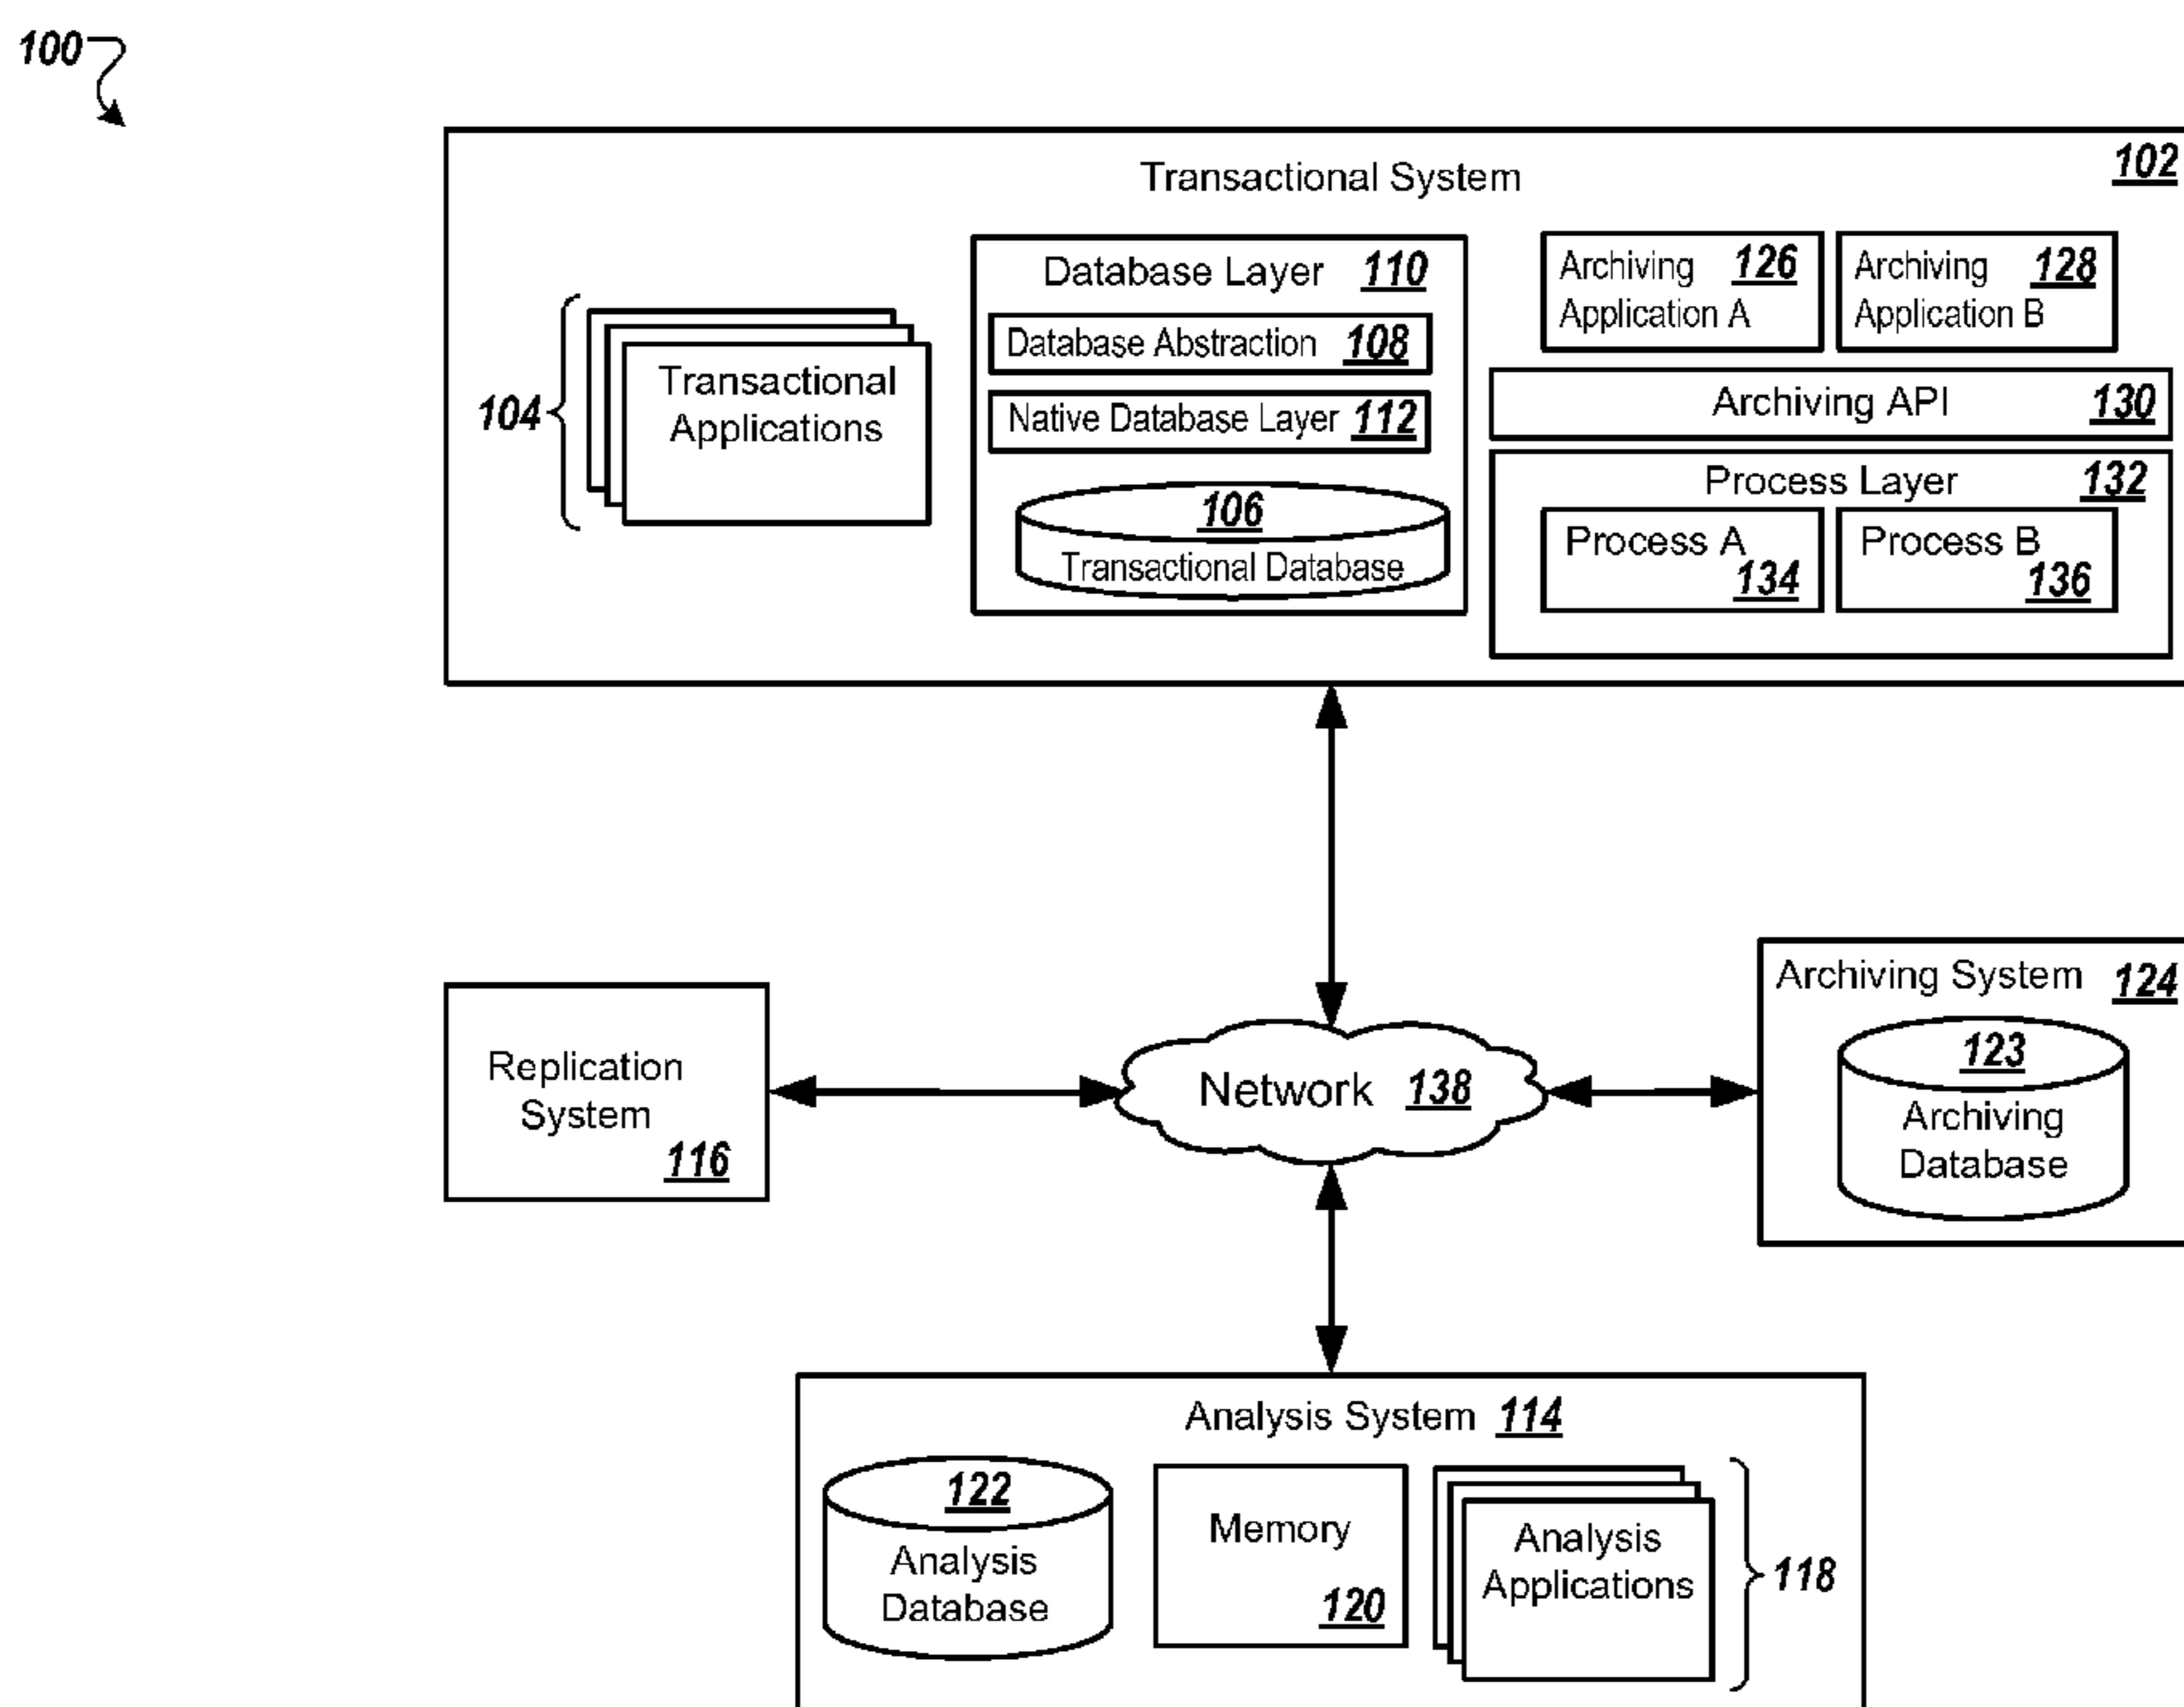 100
102
Transactional System
104
Transactional
Applications
Database Layer 110
Database Abstraction 108
Native Database Layer 112
106
Transactional Database
Archiving 126
Application A
Archiving 128
Application B
Archiving API 130
Process Layer 132
Process A
134
Process B
136
Replication
System
116
Network 138
Archiving System 124
123
Archiving
Database
Analysis System 114
122
Analysis
Database
Memory
120
Analysis
Applications
118